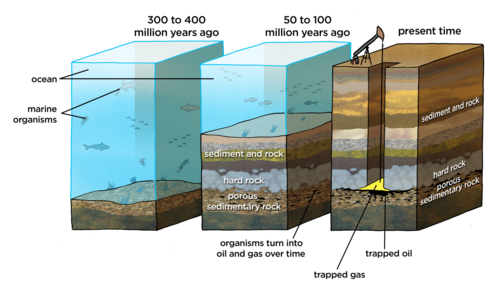 300 to 400
million years ago
50 to 100
million years ago
present time
ocean
marine
organisms
sediment and rock
hard rock
porous
sedimentary rock
sediment and rock
hard rock
porous
sedimentary rock
organisms turn into
oil and gas over time
trapped oil
trapped gas